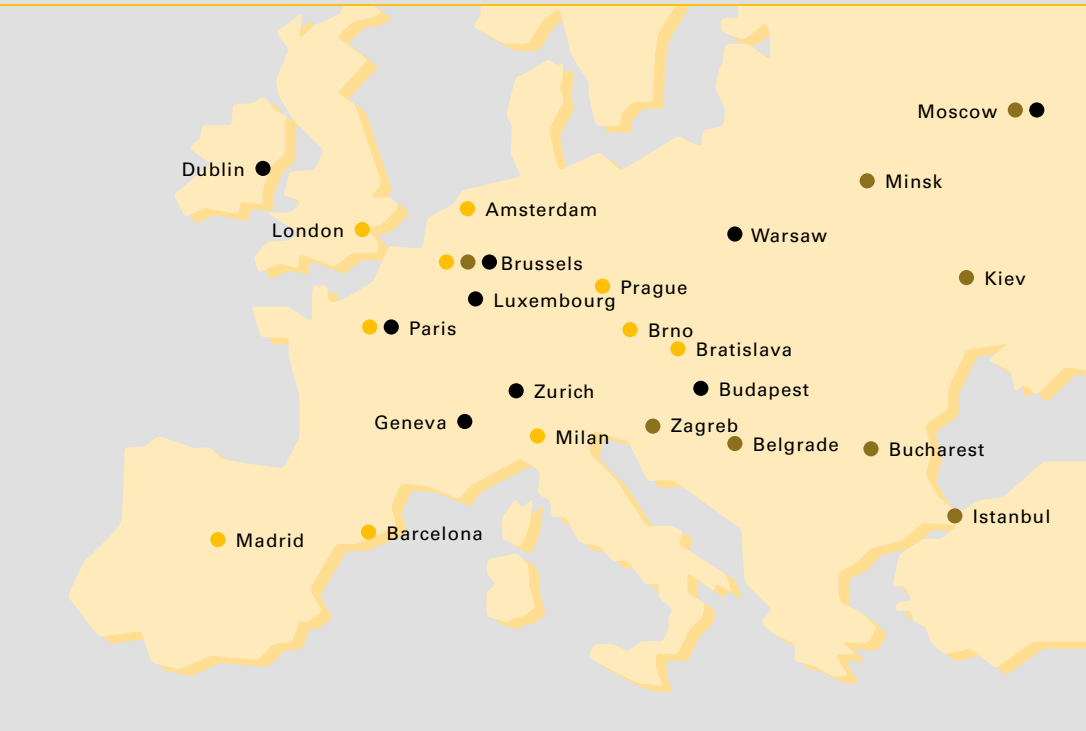 Moscow
Dublin
Minsk
Amsterdam
London
Warsaw
Brussels
Kiev
Prague
Luxembourg
Paris
Brno
Bratislava
Zurich
Budapest
Geneva
Zagreb
Milan
Belgrade
Bucharest
Istanbul
Barcelona
Madrid